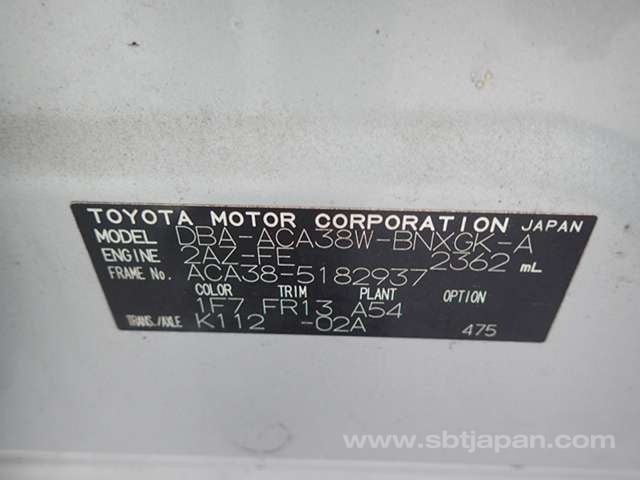 TOYOTA MOTOR CORPORATION JAPAN
MODEL DBA-ACA38W-BNXGK-A
ENGINE 2AZ-FE 2362 mL
FRAME No. ACA38-5182937
COLOR TRIM PLANT OPTION
1F7 FR13 A54
TRANS./AXLE K112 -02A 475
www.sbtjapan.com